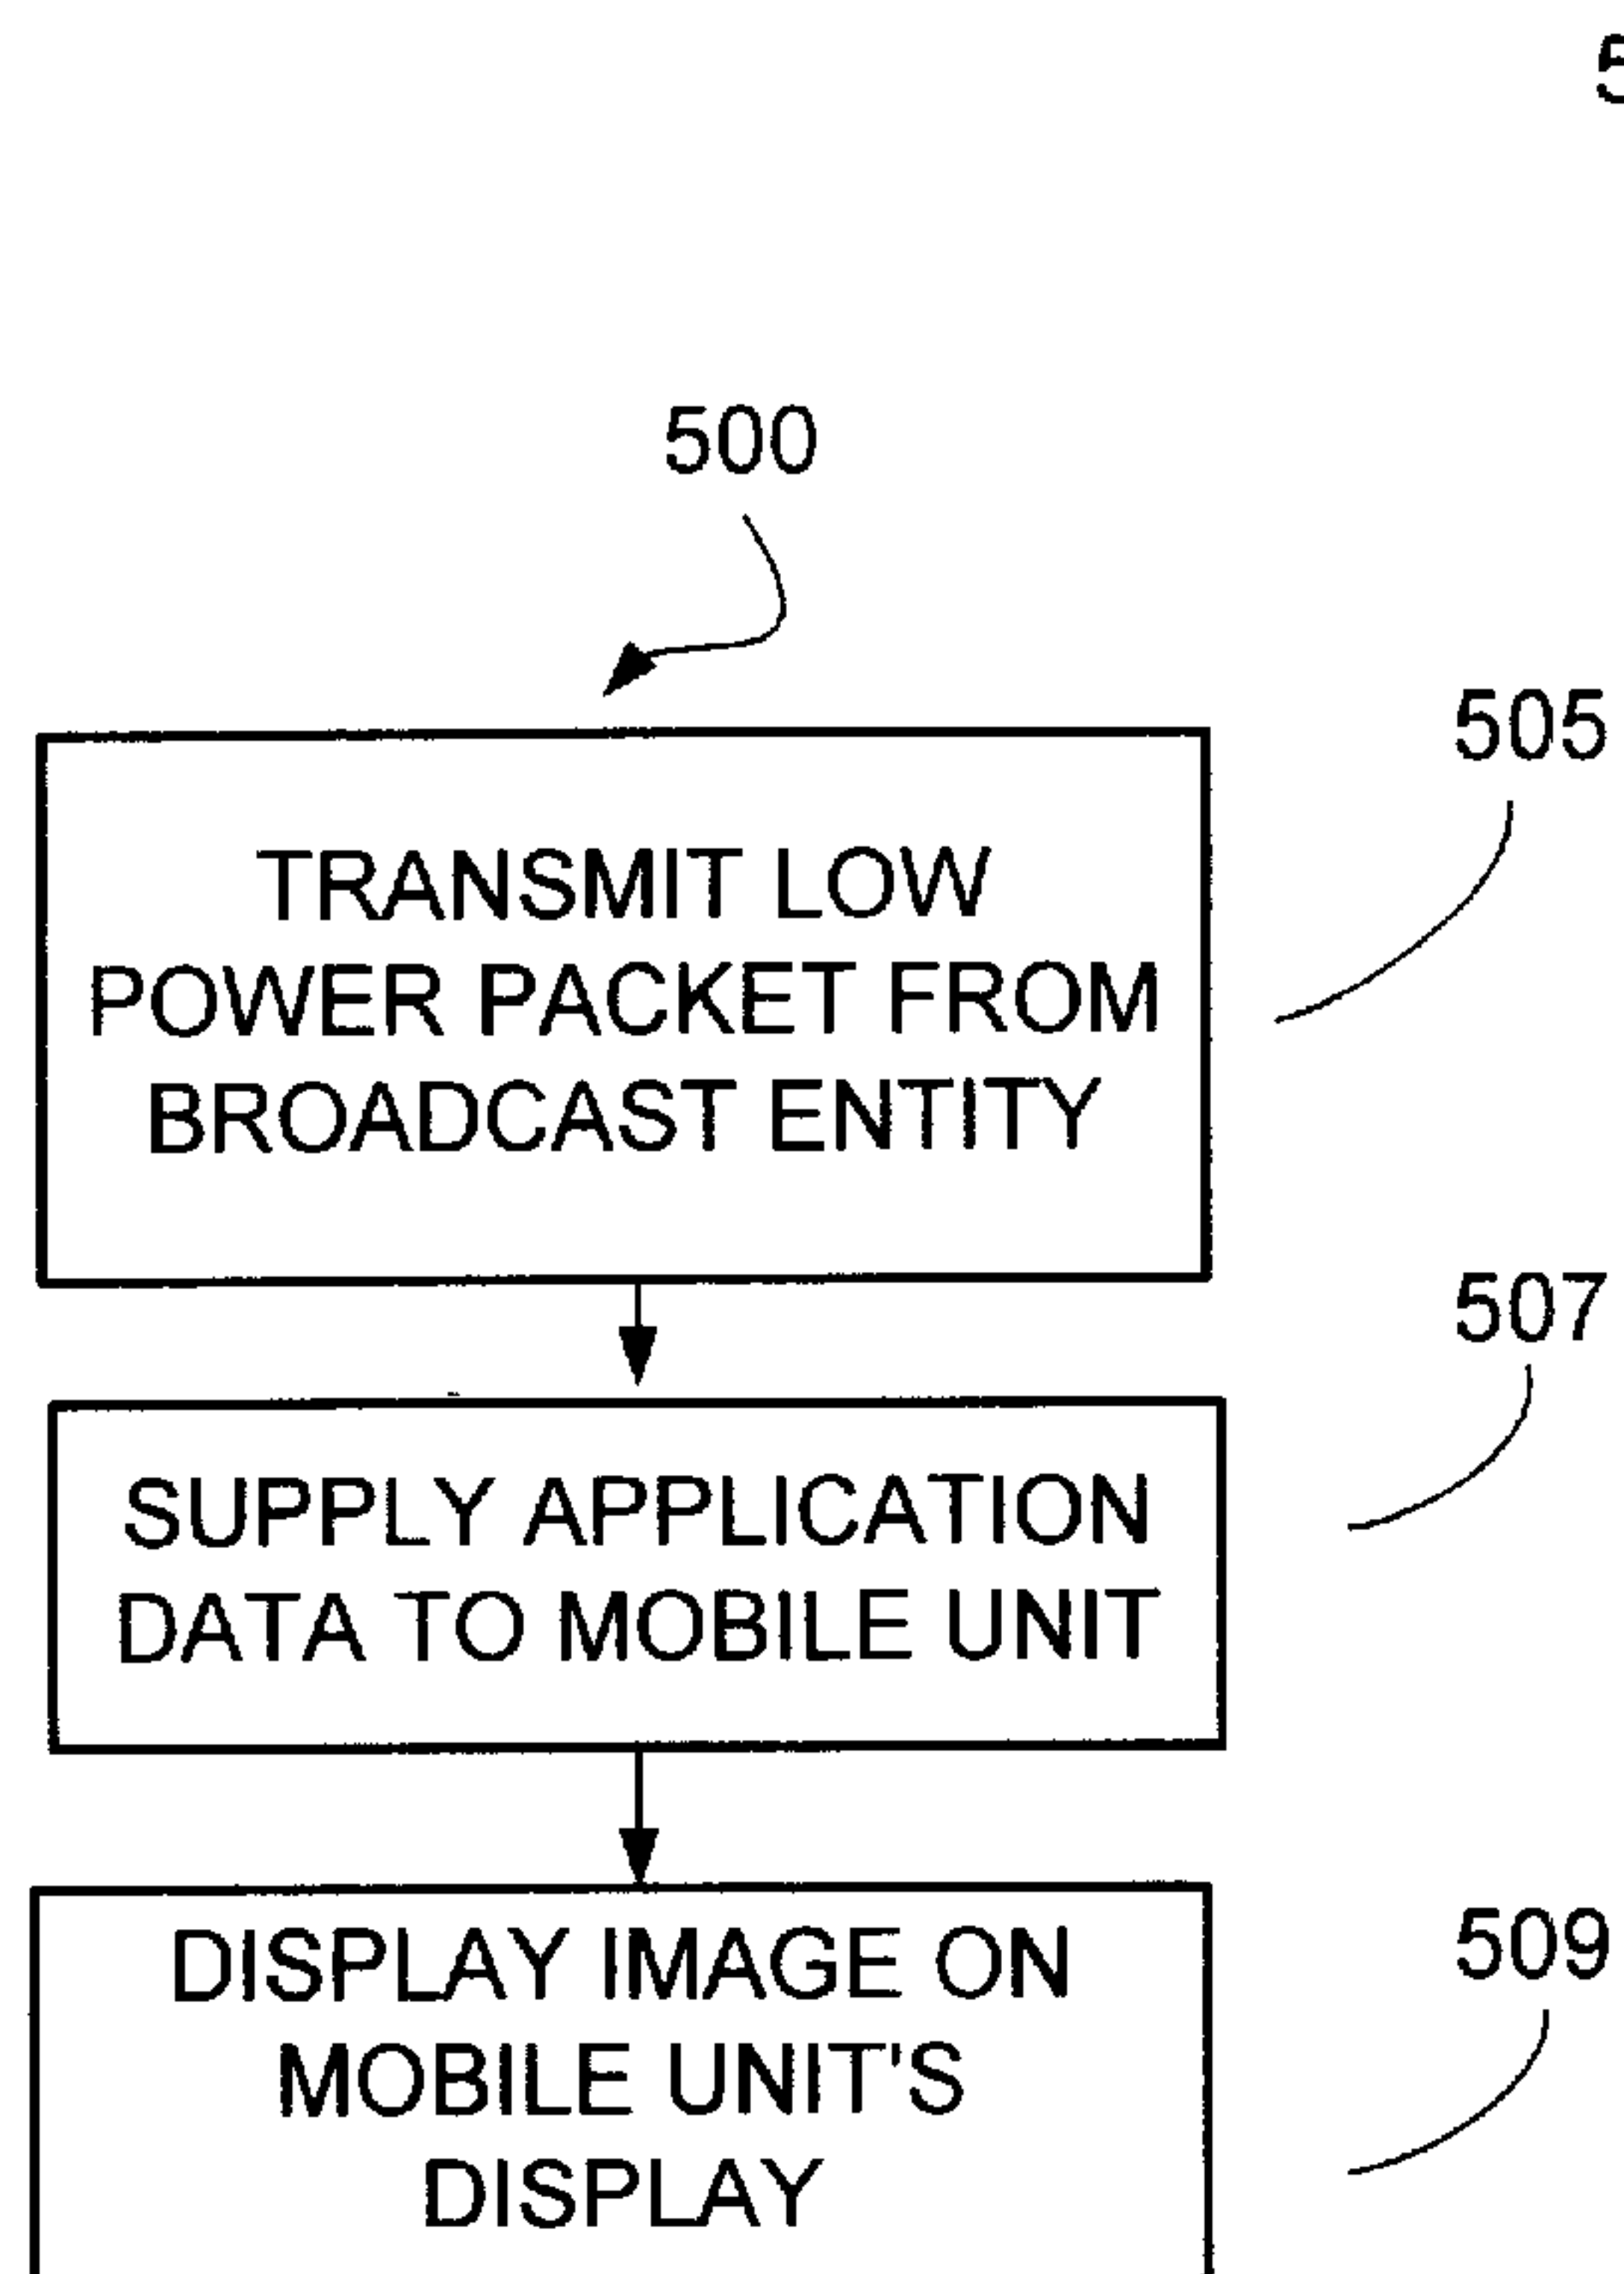 500
505
TRANSMIT LOW
POWER PACKET FROM
BROADCAST ENTITY
507
SUPPLY APPLICATION
DATA TO MOBILE UNIT
509
DISPLAY IMAGE ON
MOBILE UNIT'S
DISPLAY